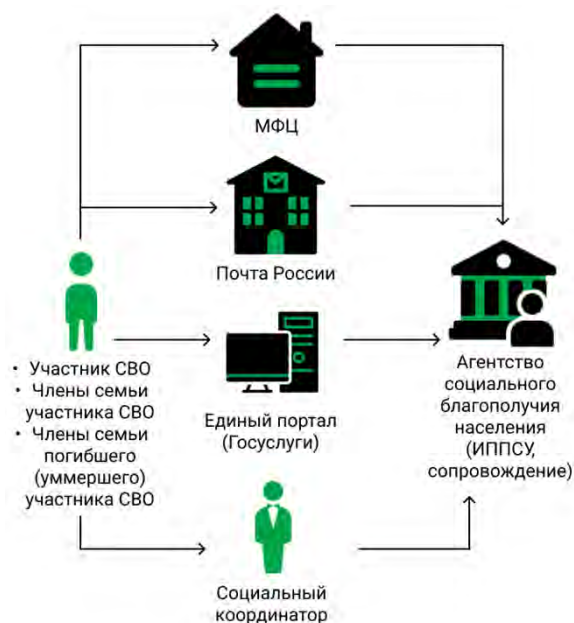 МФЦ
Почта России
• Участник СВО
• Члены семьи
участника СВО
• Члены семьи
погибшего
(уммершего)
участника СВО
Единый портал
(Госуслуги)
Социальный
координатор
Агентство
социального
благополучия
населения
(ИППСУ,
сопровождение)